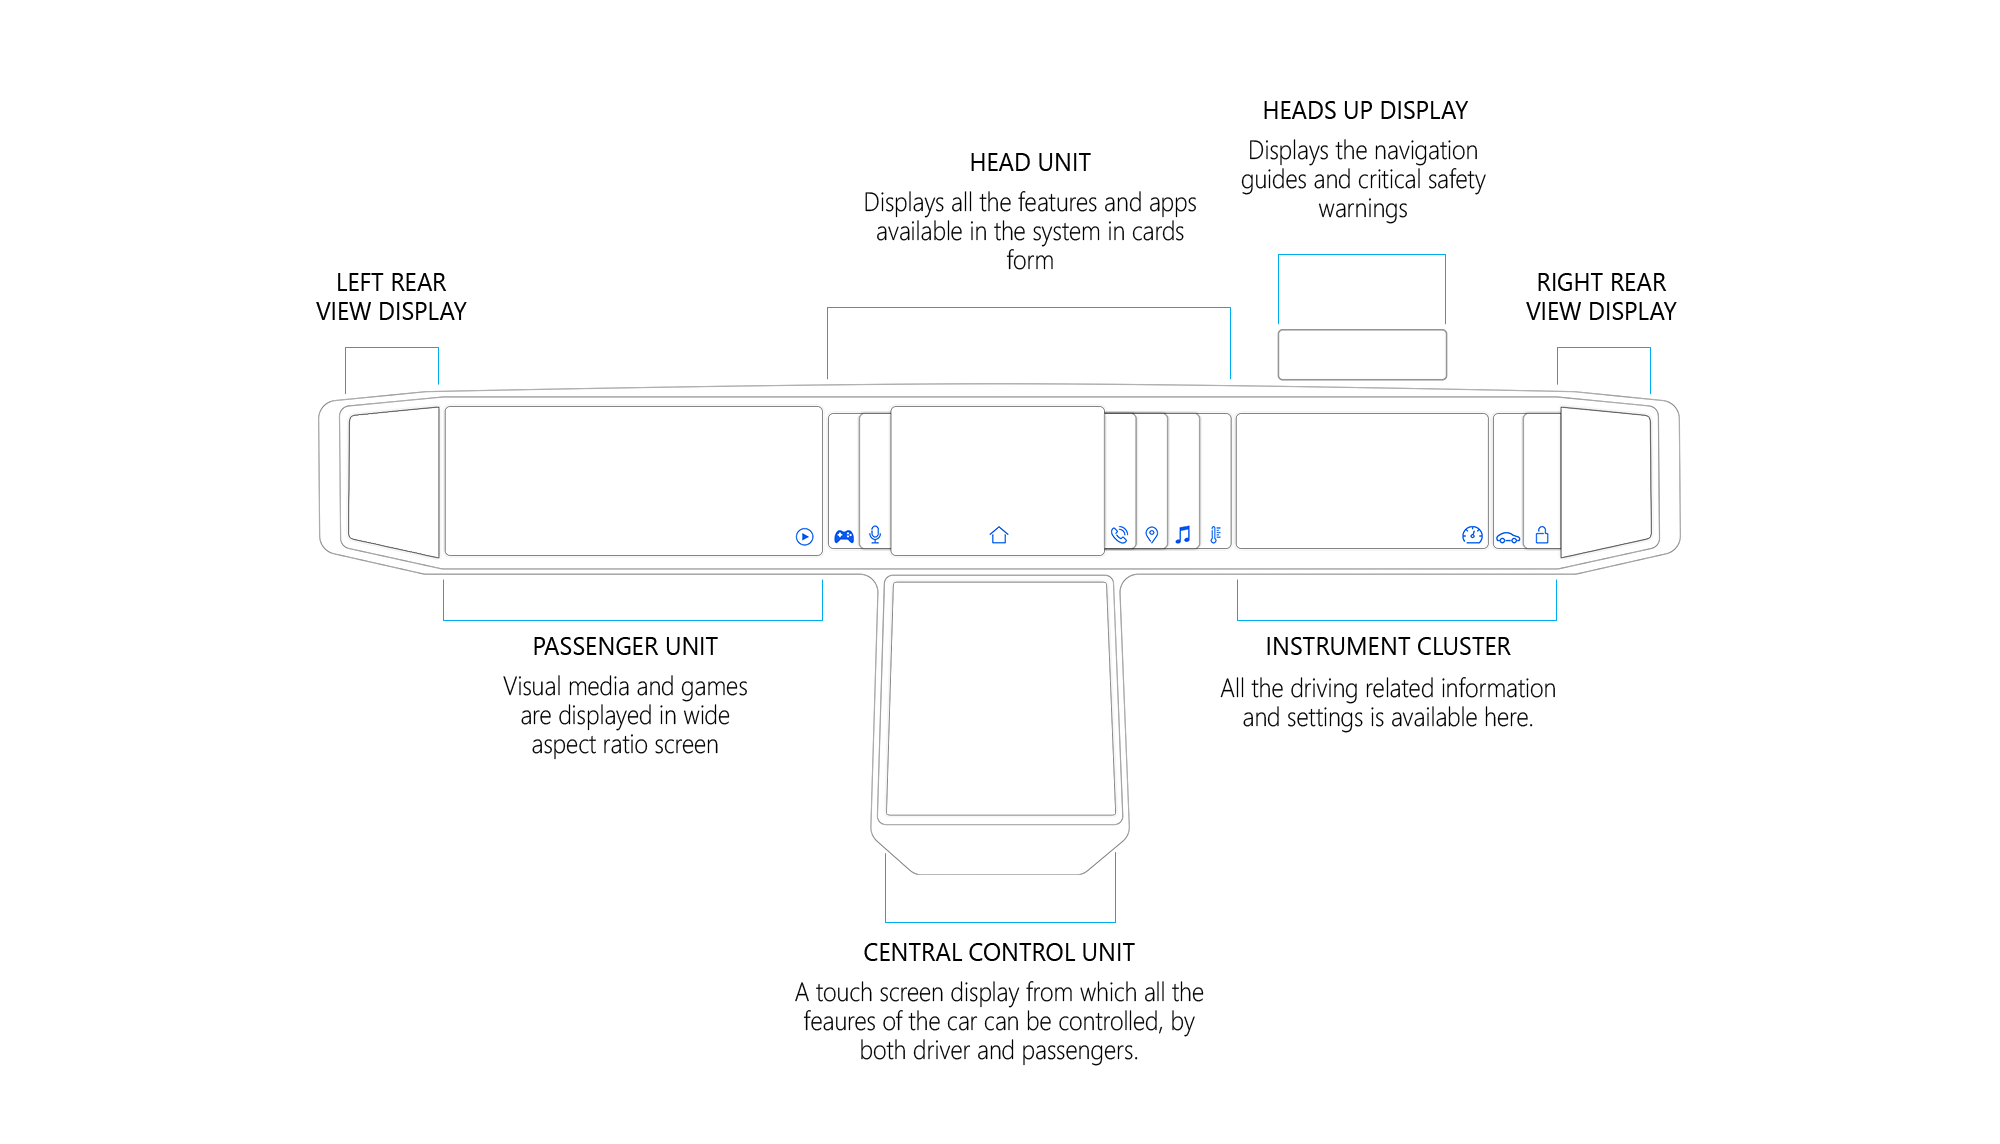 HEADS UP DISPLAY
Displays the navigation
guides and critical safety
warnings
HEAD UNIT
Displays all the features and apps
available in the system in cards
form
LEFT REAR
VIEW DISPLAY
RIGHT REAR
VIEW DISPLAY
PASSENGER UNIT
Visual media and games
are displayed in wide
aspect ratio screen
INSTRUMENT CLUSTER
All the driving related information
and settings is available here.
CENTRAL CONTROL UNIT
A touch screen display from which all the
feaures of the car can be controlled, by
both driver and passengers.